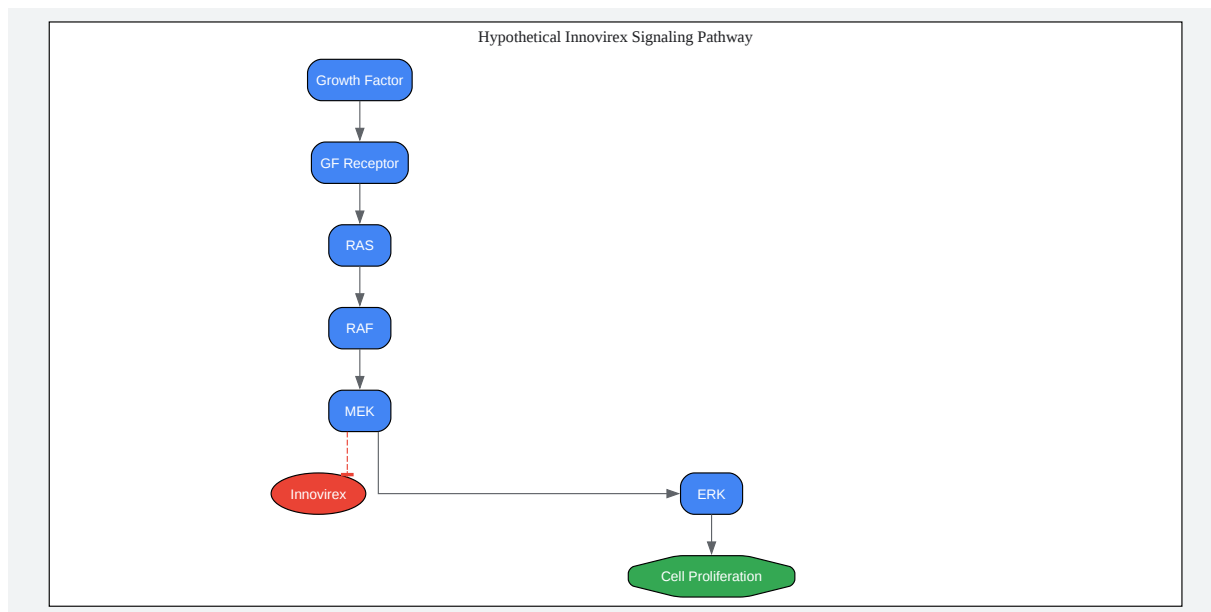 Hypothetical Innovirex Signaling Pathway
Growth Factor
GF Receptor
RAS
RAF
MEK
Innovirex
ERK
Cell Proliferation